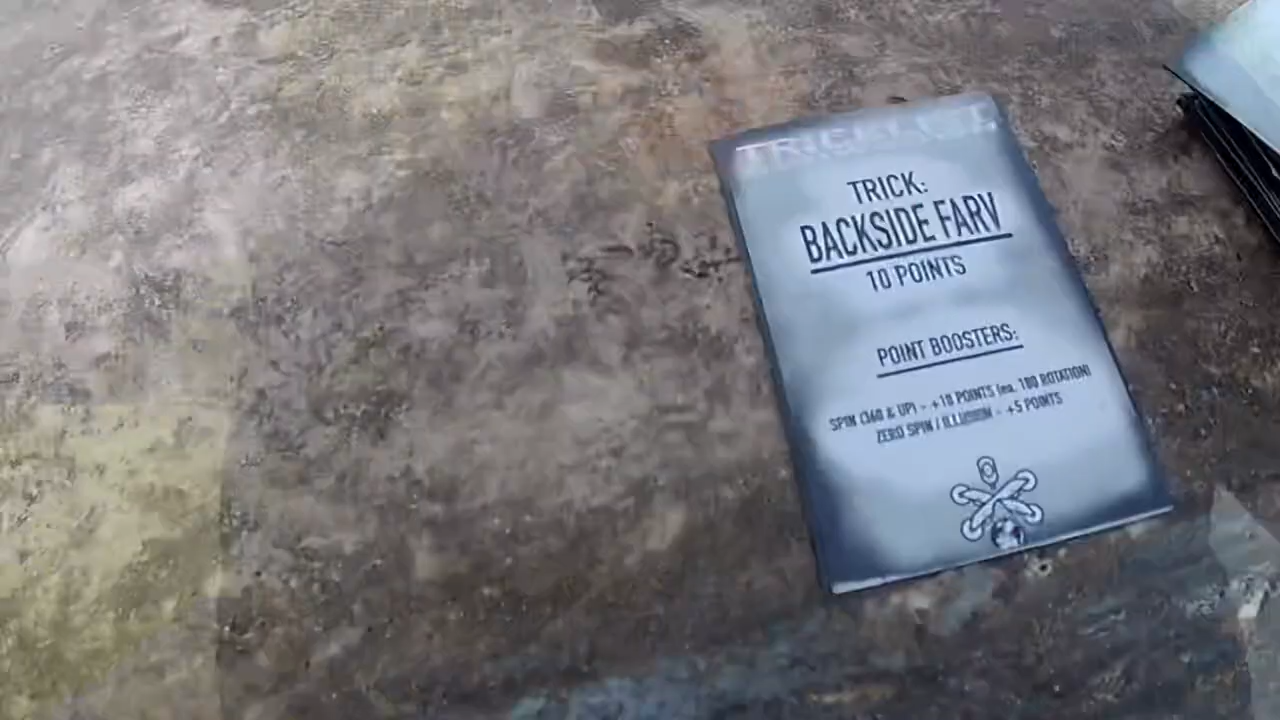 TRICK:
BACKSIDE FARV
10 POINTS
POINT BOOSTERS:
SPIN (360 & UP) - +10 POINTS (ea. 180 ROTATION)
ZERO SPIN / ILLUSION - +5 POINTS